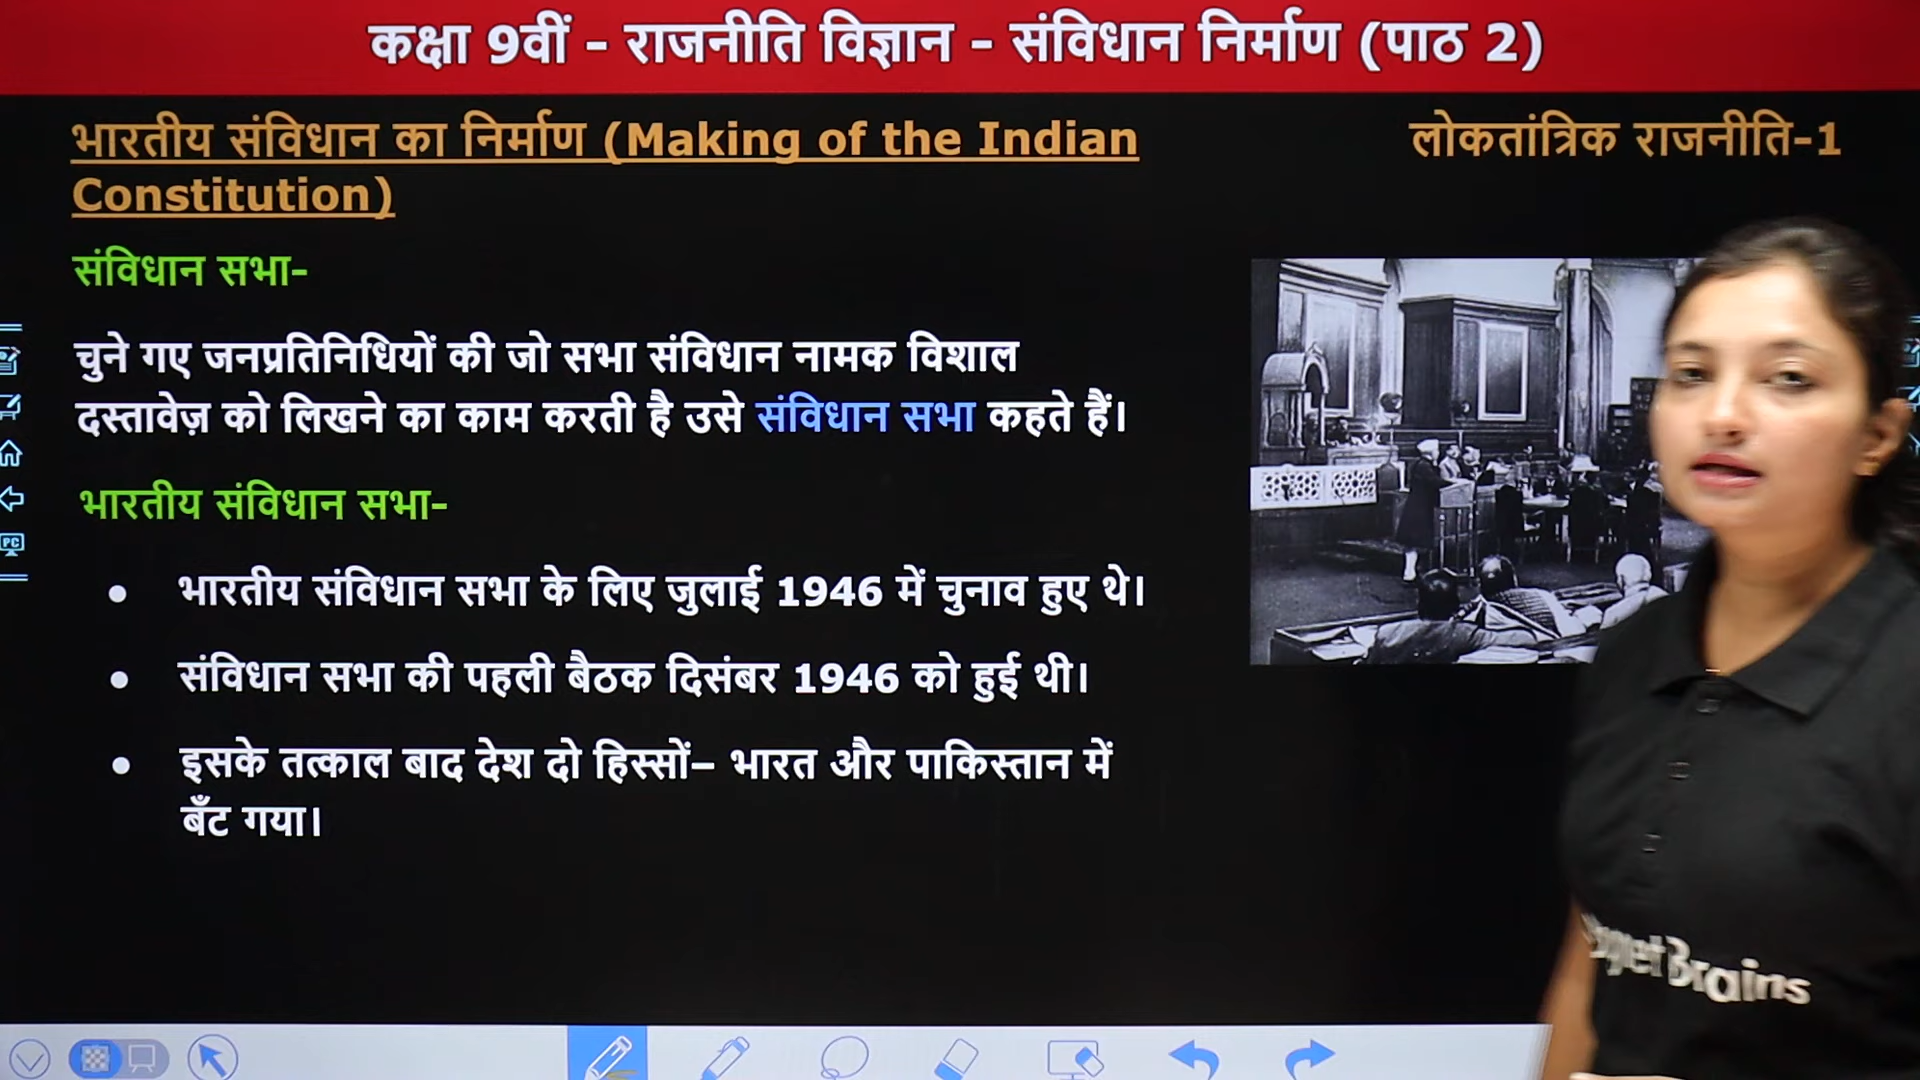 कक्षा 9वीं - राजनीति विज्ञान - संविधान निर्माण (पाठ 2)
भारतीय संविधान का निर्माण (Making of the Indian
Constitution)
लोकतांत्रिक राजनीति-1
संविधान सभा-
चुने गए जनप्रतिनिधियों की जो सभा संविधान नामक विशाल
दस्तावेज़ को लिखने का काम करती है उसे संविधान सभा कहते हैं।
भारतीय संविधान सभा-
• भारतीय संविधान सभा के लिए जुलाई 1946 में चुनाव हुए थे।
• संविधान सभा की पहली बैठक दिसंबर 1946 को हुई थी।
• इसके तत्काल बाद देश दो हिस्सों– भारत और पाकिस्तान में
बँट गया।
PC
Brains